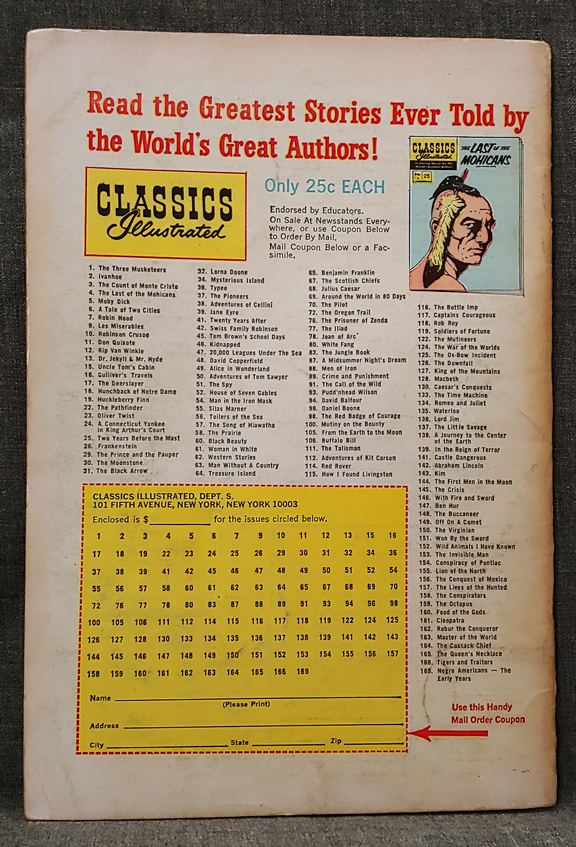 Read the Greatest Stories Ever Told by
the World's Great Authors!
CLASSICS
Illustrated
Only 25c EACH
Endorsed by Educators.
On Sale At Newsstands Every-
where, or use Coupon Below
to Order By Mail.
Mail Coupon Below or a Fac-
simile.
CLASSICS
Illustrated
25
THE LAST OF THE
MOHICANS
1. The Three Musketeers
2. Ivanhoe
3. The Count of Monte Cristo
4. The Last of the Mohicans
5. Moby Dick
6. A Tale of Two Cities
7. Robin Hood
9. Les Miserables
10. Robinson Crusoe
11. Don Quixote
12. Rip Van Winkle
13. Dr. Jekyll & Mr. Hyde
15. Uncle Tom's Cabin
16. Gulliver's Travels
17. The Deerslayer
18. Hunchback of Notre Dame
19. Huckleberry Finn
22. The Pathfinder
23. Oliver Twist
24. A Connecticut Yankee
in King Arthur's Court
25. Two Years Before the Mast
26. Frankenstein
29. The Prince and the Pauper
30. The Moonstone
31. The Black Arrow
32. Lorna Doone
34. Mysterious Island
36. Typee
37. The Pioneers
38. Adventures of Cellini
39. Jane Eyre
41. Twenty Years After
42. Swiss Family Robinson
45. Tom Brown's School Days
46. Kidnapped
47. 20,000 Leagues Under The Sea
48. David Copperfield
49. Alice in Wonderland
50. Adventures of Tom Sawyer
51. The Spy
52. House of Seven Gables
54. Man in the Iron Mask
55. Silas Marner
56. Toilers of the Sea
57. The Song of Hiawatha
58. The Prairie
60. Black Beauty
61. Woman in White
62. Western Stories
63. Man Without A Country
64. Treasure Island
65. Benjamin Franklin
67. The Scottish Chiefs
68. Julius Caesar
69. Around the World in 80 Days
70. The Pilot
72. The Oregon Trail
76. The Prisoner of Zenda
77. The Iliad
78. Joan of Arc
80. White Fang
83. The Jungle Book
87. A Midsummer Night's Dream
88. Men of Iron
89. Crime and Punishment
91. The Call of the Wild
93. Pudd'nhead Wilson
94. David Balfour
96. Daniel Boone
98. The Red Badge of Courage
100. Mutiny on the Bounty
105. From the Earth to the Moon
106. Buffalo Bill
111. The Talisman
112. Adventures of Kit Carson
114. Red Rover
115. How I Found Livingston
116. The Bottle Imp
117. Captains Courageous
118. Rob Roy
119. Soldiers of Fortune
122. The Mutineers
124. The War of the Worlds
125. The Ox-Bow Incident
126. The Downfall
127. King of the Mountains
128. Macbeth
130. Caesar's Conquests
133. The Time Machine
134. Romeo and Juliet
135. Waterloo
136. Lord Jim
137. The Little Savage
138. A Journey to the Center
of the Earth
139. In the Reign of Terror
141. Castle Dangerous
142. Abraham Lincoln
143. Kim
144. The First Men in the Moon
145. The Crisis
146. With Fire and Sword
147. Ben Hur
148. The Buccaneer
149. Off On A Comet
150. The Virginian
151. Won By the Sword
152. Wild Animals I Have Known
153. The Invisible Man
154. Conspiracy of Pontiac
155. Lion of the North
156. The Conquest of Mexico
157. The Lives of the Hunted
158. The Conspirators
159. The Octopus
160. Food of the Gods
161. Cleopatra
162. Robur the Conqueror
163. Master of the World
164. The Cossack Chief
165. The Queen's Necklace
166. Tigers and Traitors
169. Negro Americans — The
Early Years
CLASSICS ILLUSTRATED, DEPT. S.
101 FIFTH AVENUE, NEW YORK, NEW YORK 10003
Enclosed is $ for the issues circled below.
1 2 3 4 5 6 7 9 10 11 12 13 15 16
17 18 19 22 23 24 25 26 29 30 31 32 34 36
37 38 39 41 42 45 46 47 48 49 50 51 52 54
55 56 57 58 60 61 62 63 64 65 67 68 69 70
72 76 77 78 80 83 87 88 89 91 93 94 96 98
100 105 106 111 112 114 115 116 117 118 119 122 124 125
126 127 128 130 133 134 135 136 137 138 139 141 142 143
144 145 146 147 148 149 150 151 152 153 154 155 156 157
158 159 160 161 162 163 164 165 166 169
Name
(Please Print)
Address
City State Zip
Use this Handy
Mail Order Coupon